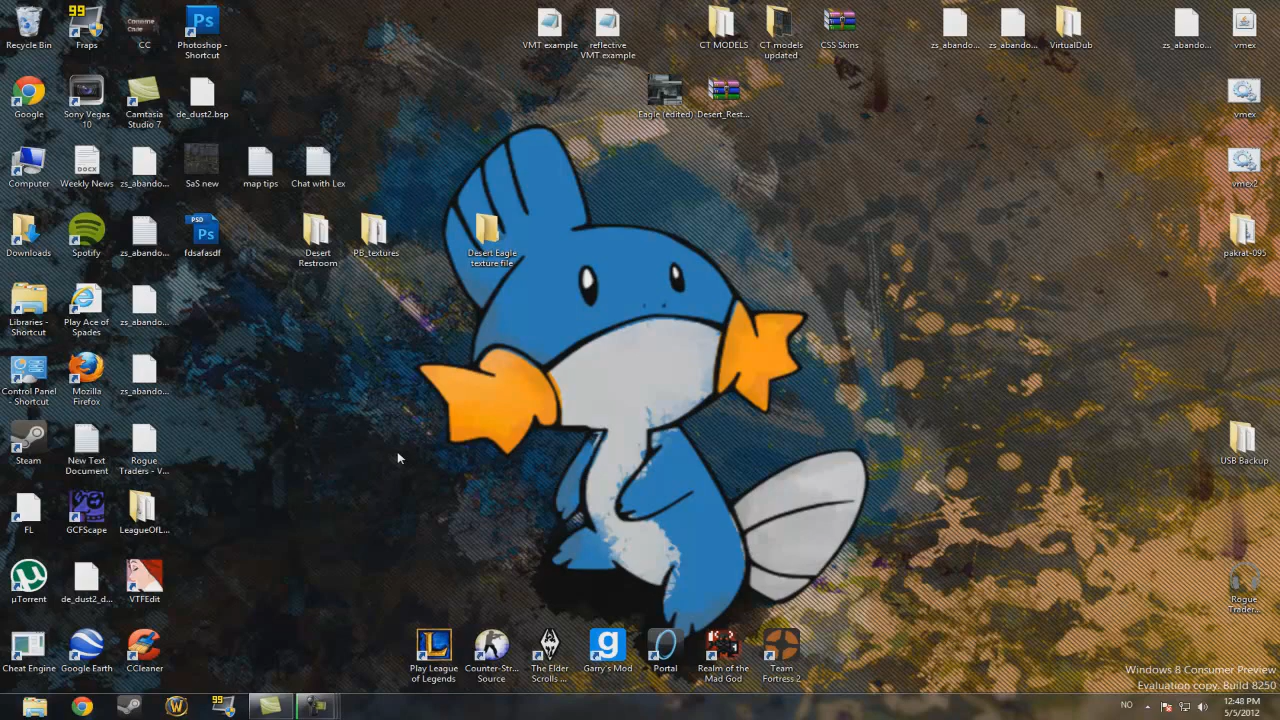 99
Ps
Recycle Bin
Fraps
CC
Photoshop -
Shortcut
VMT example
reflective
VMT example
CT MODELS
CT models
updated
CSS Skins
zs_abando...
zs_abando...
VirtualDub
zs_abando...
vmex
Google
Sony Vegas
10
Camtasia
Studio 7
de_dust2.bsp
Eagle (edited)
Desert_Rest...
vmex
DOCX
Computer
Weekly News
zs_abando...
SaS new
map tips
Chat with Lex
vmex2
PSD
Ps
Downloads
Spotify
zs_abando...
fdsafasdf
Desert
Restroom
PB_textures
Desert Eagle
texture file
pakrat-095
Libraries -
Shortcut
Play Ace of
Spades
zs_abando...
Control Panel
- Shortcut
Mozilla
Firefox
zs_abando...
Steam
New Text
Document
Rogue
Traders - V...
USB Backup
FL
GCFScape
LeagueOfL...
µTorrent
de_dust2_d...
VTFEdit
Rogue
Trader...
Cheat Engine
Google Earth
CCleaner
L
g
Play League
of Legends
Counter-Str...
Source
The Elder
Scrolls ...
Garry's Mod
Portal
Realm of the
Mad God
Team
Fortress 2
Windows 8 Consumer Preview
Evaluation copy. Build 8250
W
99
NO
12:48 PM
5/5/2012